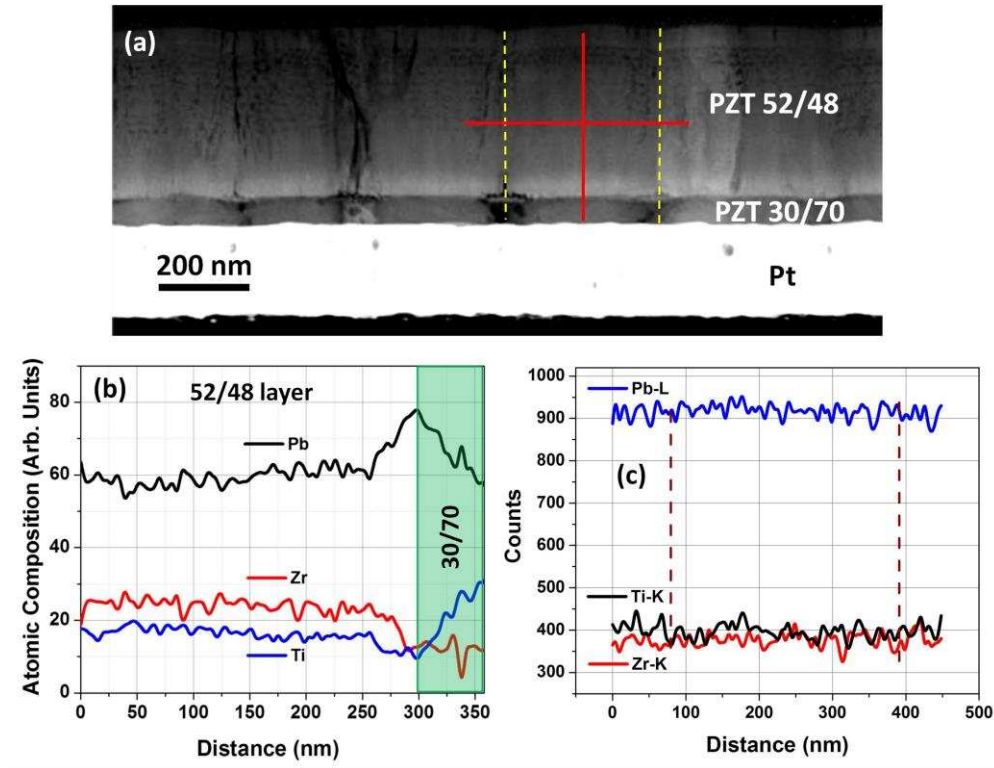 (a)
PZT 52/48
PZT 30/70
200 nm
Pt
(b)
52/48 layer
Pb
30/70
Zr
Ti
Atomic Composition (Arb. Units)
80
60
40
20
0
0 50 100 150 200 250 300 350
Distance (nm)
(c)
Pb-L
Ti-K
Zr-K
Counts
1000
900
800
700
600
500
400
300
0 100 200 300 400 500
Distance (nm)